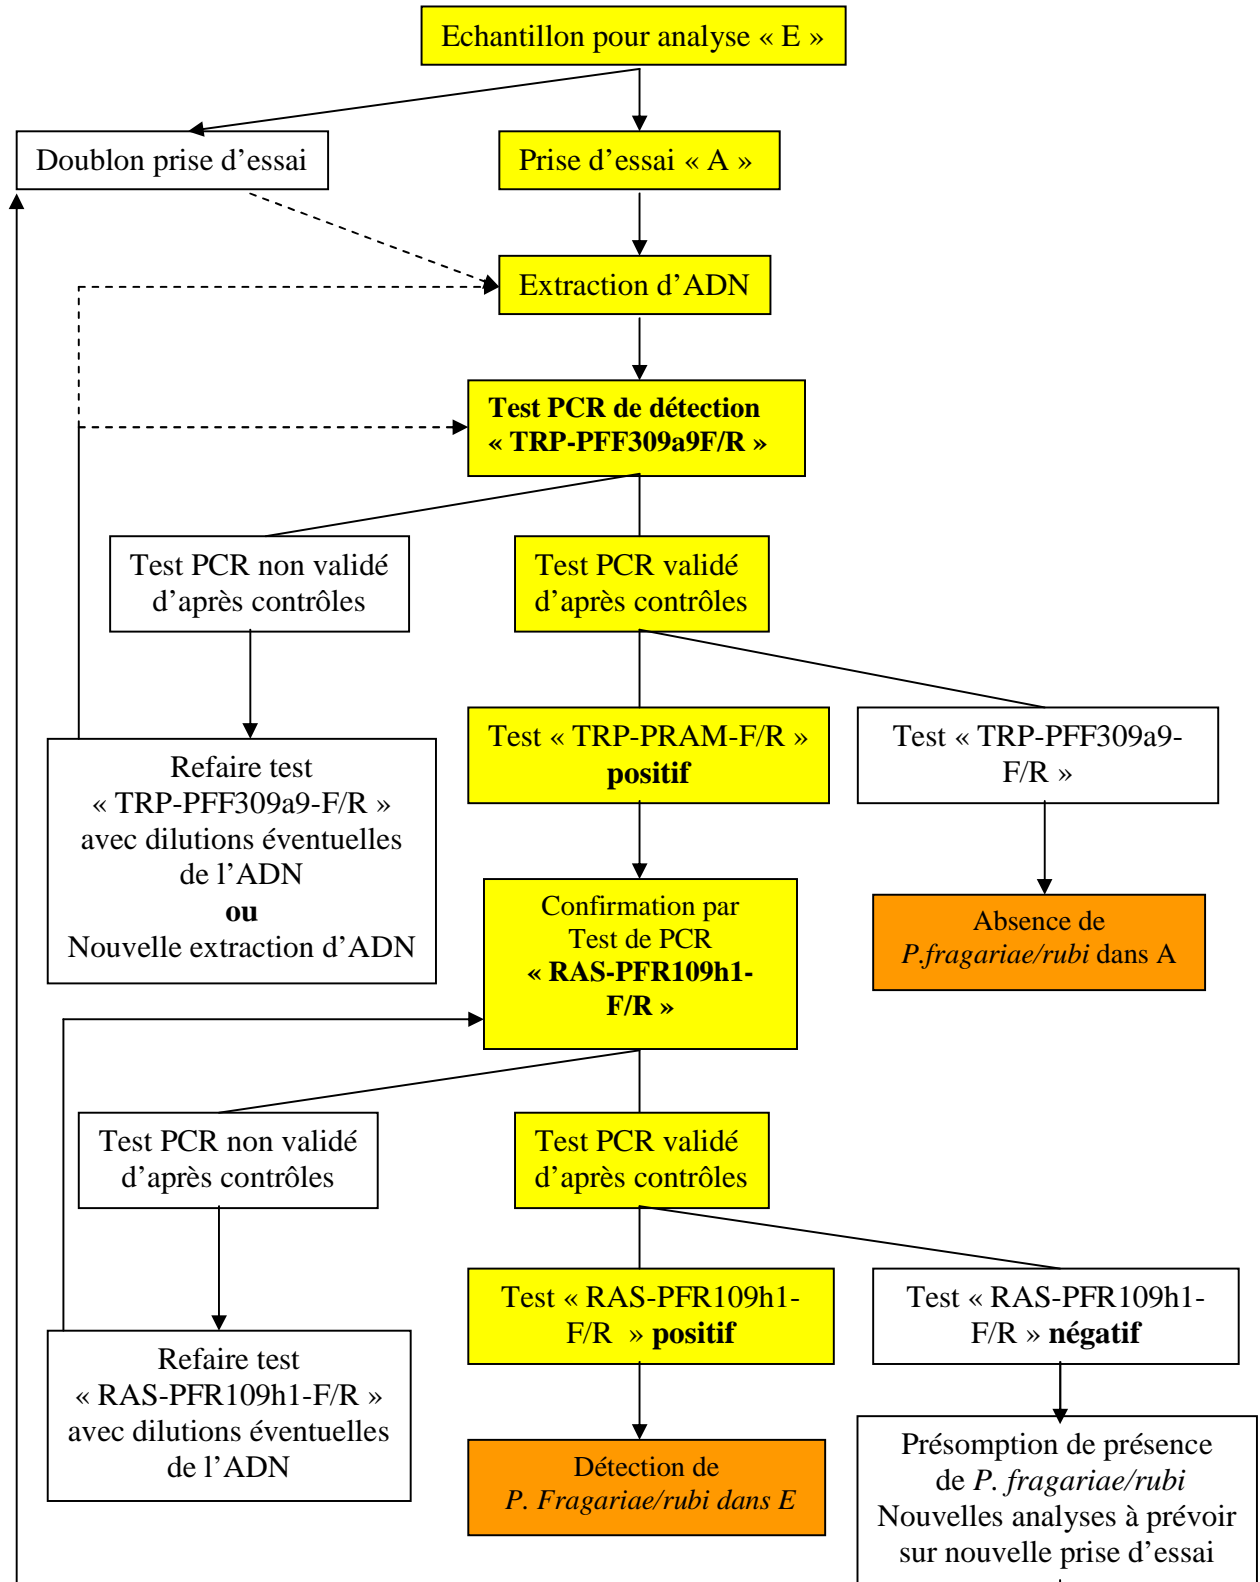 Echantillon pour analyse « E »
Doublon prise d’essai
Prise d’essai « A »
Extraction d’ADN
Test PCR de détection
« TRP-PFF309a9F/R »
Test PCR non validé
d’après contrôles
Test PCR validé
d’après contrôles
Refaire test
« TRP-PFF309a9-F/R »
avec dilutions éventuelles
de l’ADN
ou
Nouvelle extraction d’ADN
Test « TRP-PRAM-F/R »
positif
Test « TRP-PFF309a9-
F/R »
Confirmation par
Test de PCR
« RAS-PFR109h1-
F/R »
Absence de
P.fragariae/rubi dans A
Test PCR non validé
d’après contrôles
Test PCR validé
d’après contrôles
Refaire test
« RAS-PFR109h1-F/R »
avec dilutions éventuelles
de l’ADN
Test « RAS-PFR109h1-
F/R  » positif
Test « RAS-PFR109h1-
F/R » négatif
Détection de
P. Fragariae/rubi dans E
Présomption de présence
de P. fragariae/rubi
Nouvelles analyses à prévoir
sur nouvelle prise d’essai